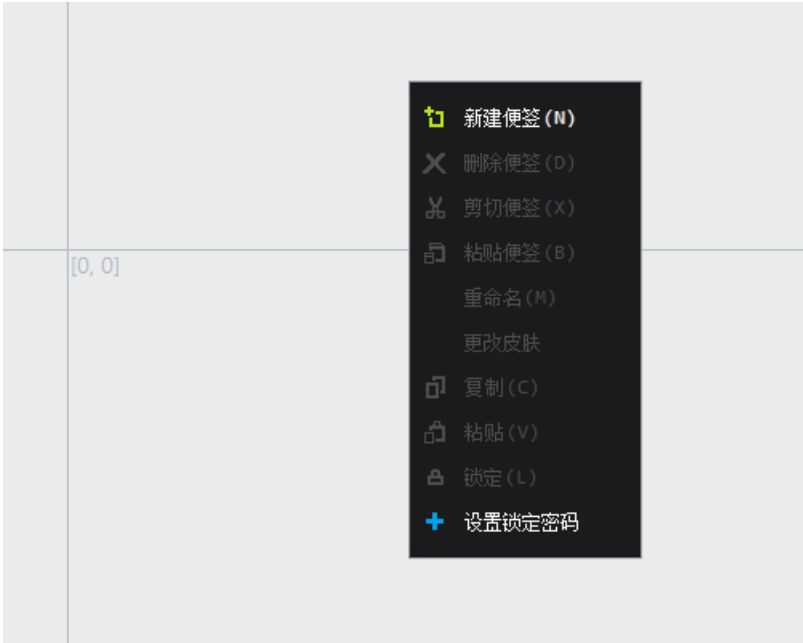 新建便签(N)
删除便签(D)
剪切便签(X)
粘贴便签(B)
[0, 0]
重命名(M)
更改皮肤
复制(C)
粘贴(V)
锁定(L)
设置锁定密码